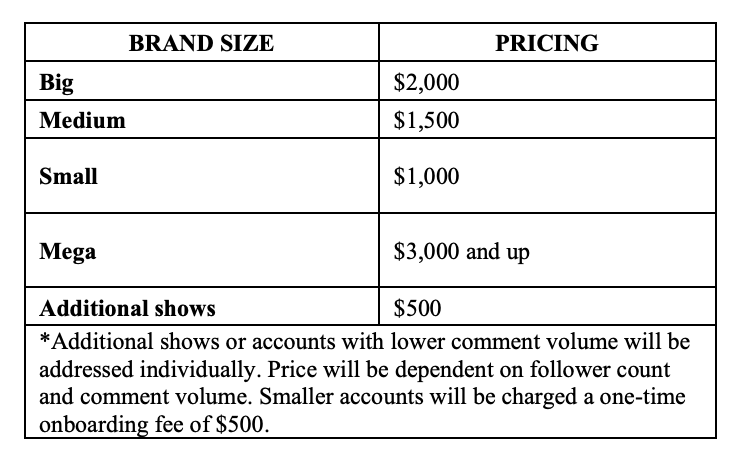 BRAND SIZE PRICING
Big $2,000
Medium $1,500
Small $1,000
Mega $3,000 and up
Additional shows $500
*Additional shows or accounts with lower comment volume will be
addressed individually. Price will be dependent on follower count
and comment volume. Smaller accounts will be charged a one-time
onboarding fee of $500.